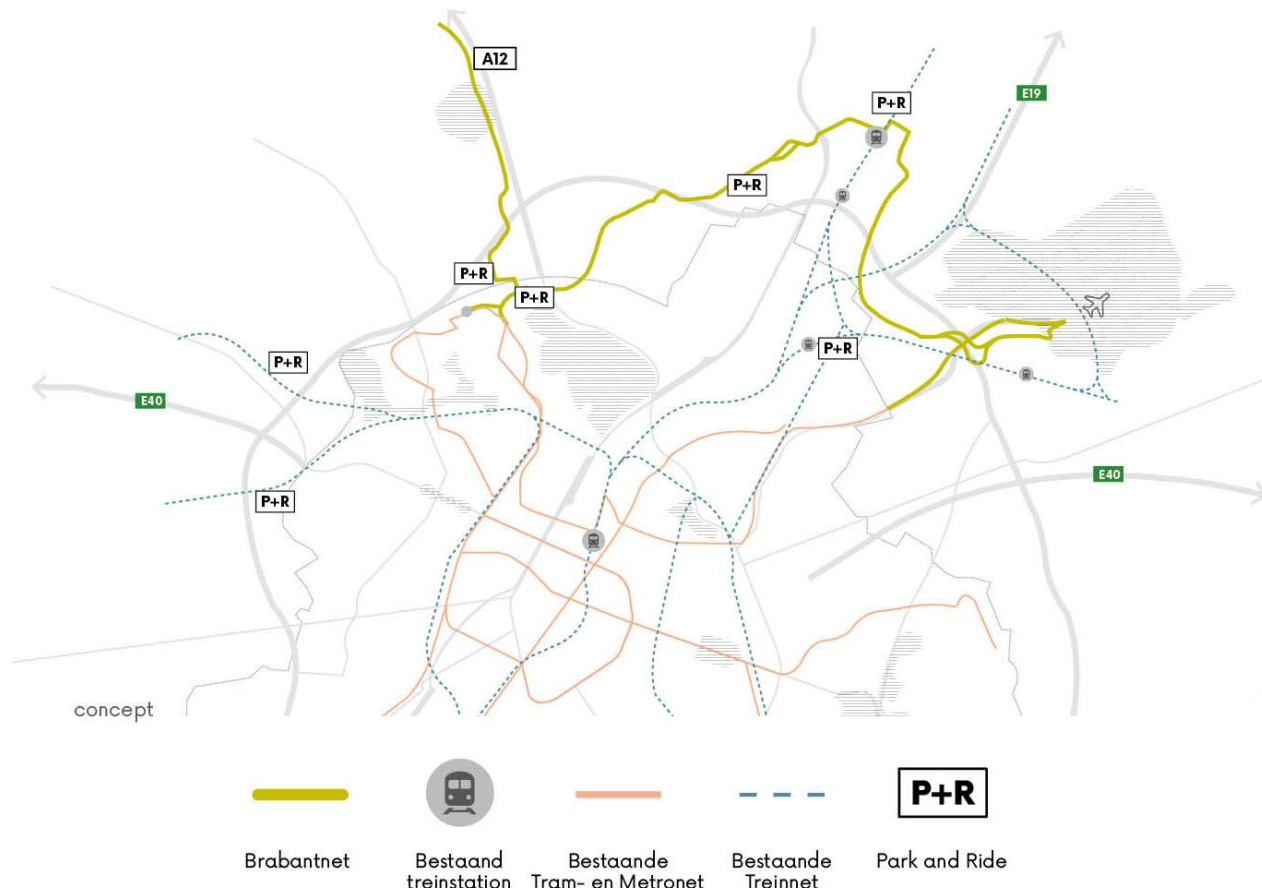 A12
P+R
E19
P+R
P+R
P+R
P+R
P+R
E40
P+R
E40
concept
P+R
Brabantnet
Bestaand
treinstation
Bestaande
Tram- en Metronet
Bestaande
Treinnet
Park and Ride